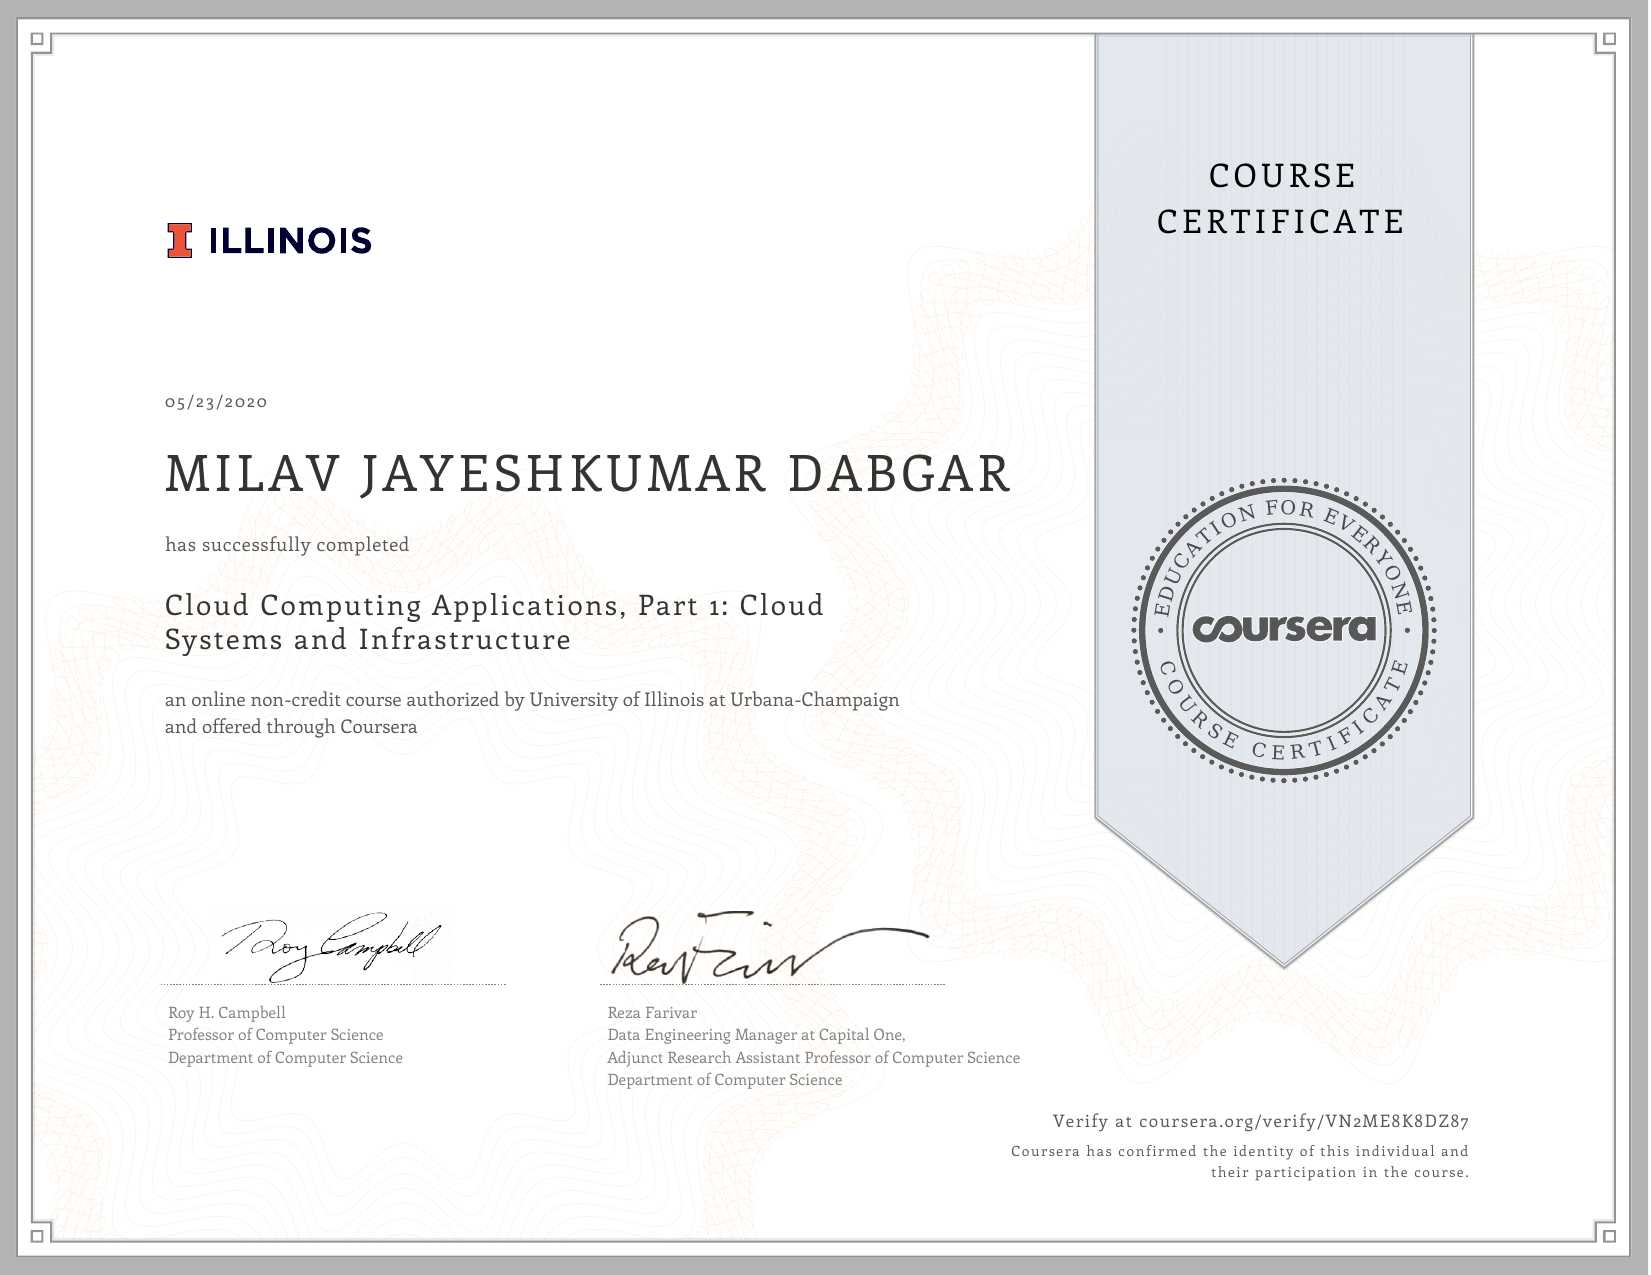 COURSE
CERTIFICATE
ILLINOIS
05/23/2020
MILAV JAYESHKUMAR DABGAR
has successfully completed
Cloud Computing Applications, Part 1: Cloud
Systems and Infrastructure
an online non-credit course authorized by University of Illinois at Urbana-Champaign
and offered through Coursera
EDUCATION FOR EVERYONE
coursera
COURSE CERTIFICATE
Roy Campbell
Roy H. Campbell
Professor of Computer Science
Department of Computer Science
Reza Farivar
Data Engineering Manager at Capital One,
Adjunct Research Assistant Professor of Computer Science
Department of Computer Science
Verify at coursera.org/verify/VN2ME8K8DZ87
Coursera has confirmed the identity of this individual and
their participation in the course.